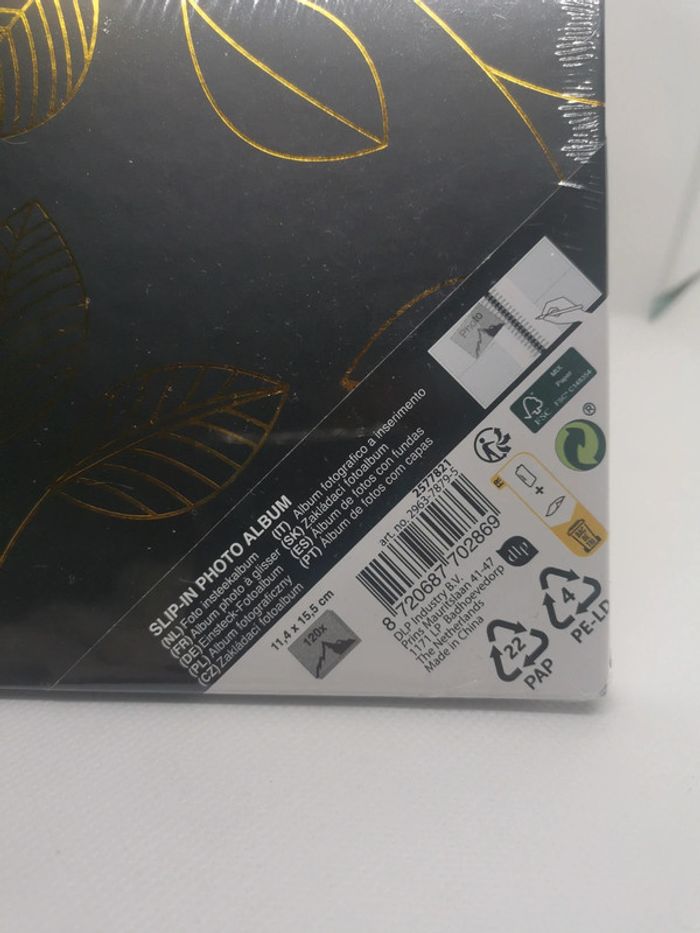 SLIP-IN PHOTO ALBUM
(NL) Foto insteekalbum
(FR) Album photo à glisser
(DE) Einsteck-Fotoalbum
(PL) Album fotograficzny
(CZ) Zakládací fotoalbum
(IT) Album fotografico a inserimento
(SK) Zakladací fotoalbum
(ES) Álbum de fotos con fundas
(PT) Álbum de fotos com capas
11,4 x 15,5 cm
120x
2577821
art. no. 2963-7879-5
8 720687 702869
DLP Industry B.V.
Prins Mauritslaan 41-47
1171 LP Badhoevedorp
The Netherlands
Made in China
dlp
Photo
FSC
MIX
Paper
FSC® C148354
®
FR
+
22
PAP
4
PE-LD